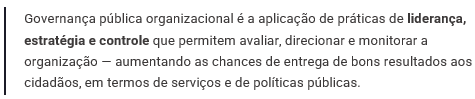 Governança pública organizacional é a aplicação de práticas de liderança,
estratégia e controle que permitem avaliar, direcionar e monitorar a
organização — aumentando as chances de entrega de bons resultados aos
cidadãos, em termos de serviços e de políticas públicas.